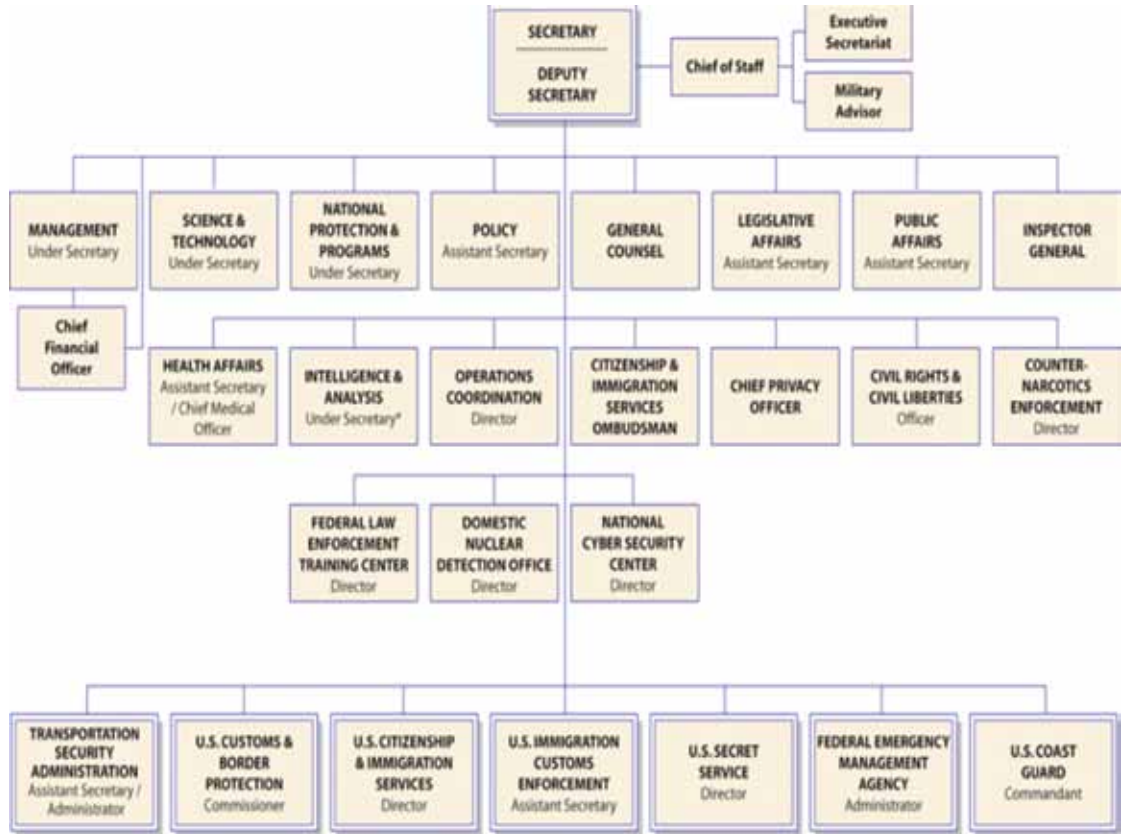 SECRETARY
DEPUTY
SECRETARY
Chief of Staff
Executive
Secretariat
Military
Advisor
MANAGEMENT
Under Secretary
SCIENCE &
TECHNOLOGY
Under Secretary
NATIONAL
PROTECTION &
PROGRAMS
Under Secretary
POLICY
Assistant Secretary
GENERAL
COUNSEL
LEGISLATIVE
AFFAIRS
Assistant Secretary
PUBLIC
AFFAIRS
Assistant Secretary
INSPECTOR
GENERAL
Chief
Financial
Officer
HEALTH AFFAIRS
Assistant Secretary
/ Chief Medical
Officer
INTELLIGENCE &
ANALYSIS
Under Secretary*
OPERATIONS
COORDINATION
Director
CITIZENSHIP &
IMMIGRATION
SERVICES
OMBUDSMAN
CHIEF PRIVACY
OFFICER
CIVIL RIGHTS &
CIVIL LIBERTIES
Officer
COUNTER-
NARCOTICS
ENFORCEMENT
Director
FEDERAL LAW
ENFORCEMENT
TRAINING CENTER
Director
DOMESTIC
NUCLEAR
DETECTION OFFICE
Director
NATIONAL
CYBER SECURITY
CENTER
Director
TRANSPORTATION
SECURITY
ADMINISTRATION
Assistant Secretary /
Administrator
U.S. CUSTOMS &
BORDER
PROTECTION
Commissioner
U.S. CITIZENSHIP
& IMMIGRATION
SERVICES
Director
U.S. IMMIGRATION
CUSTOMS
ENFORCEMENT
Assistant Secretary
U.S. SECRET
SERVICE
Director
FEDERAL EMERGENCY
MANAGEMENT
AGENCY
Administrator
U.S. COAST
GUARD
Commandant